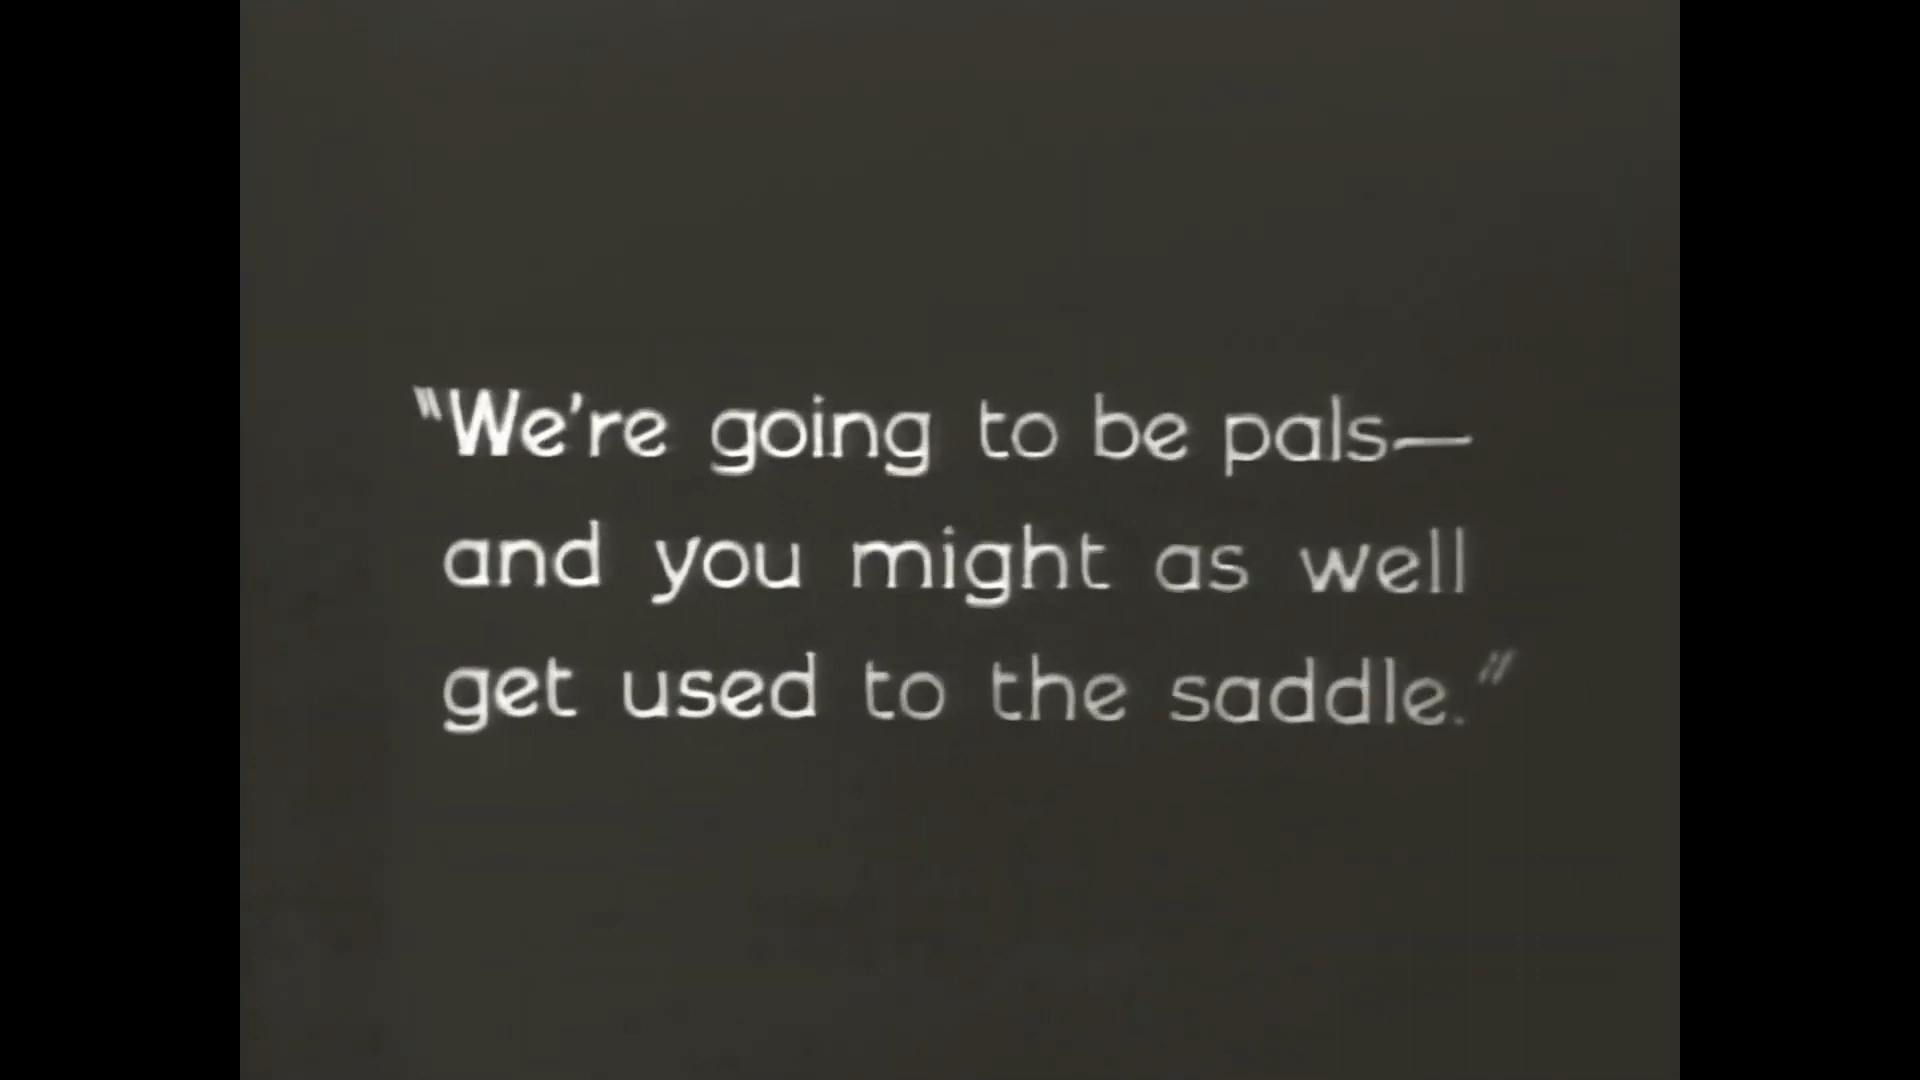 "We're going to be pals—
and you might as well
get used to the saddle."